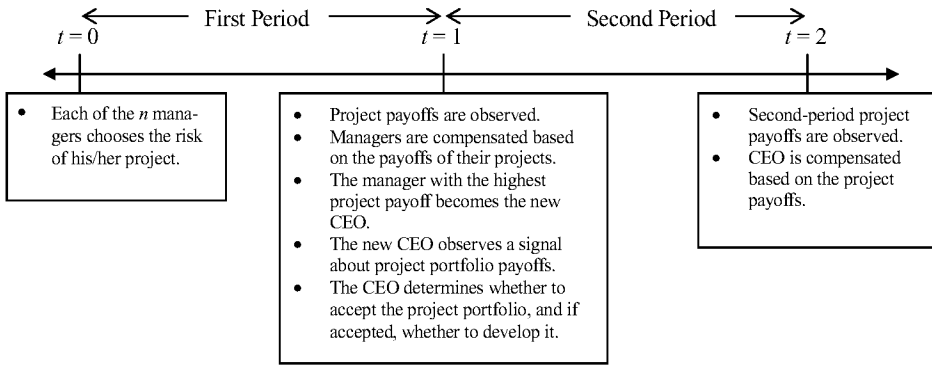 First Period
Second Period
t = 0
t = 1
t = 2
• Each of the n mana-
gers chooses the risk
of his/her project.
• Project payoffs are observed.
• Managers are compensated based
on the payoffs of their projects.
• The manager with the highest
project payoff becomes the new
CEO.
• The new CEO observes a signal
about project portfolio payoffs.
• The CEO determines whether to
accept the project portfolio, and if
accepted, whether to develop it.
• Second-period project
payoffs are observed.
• CEO is compensated
based on the project
payoffs.